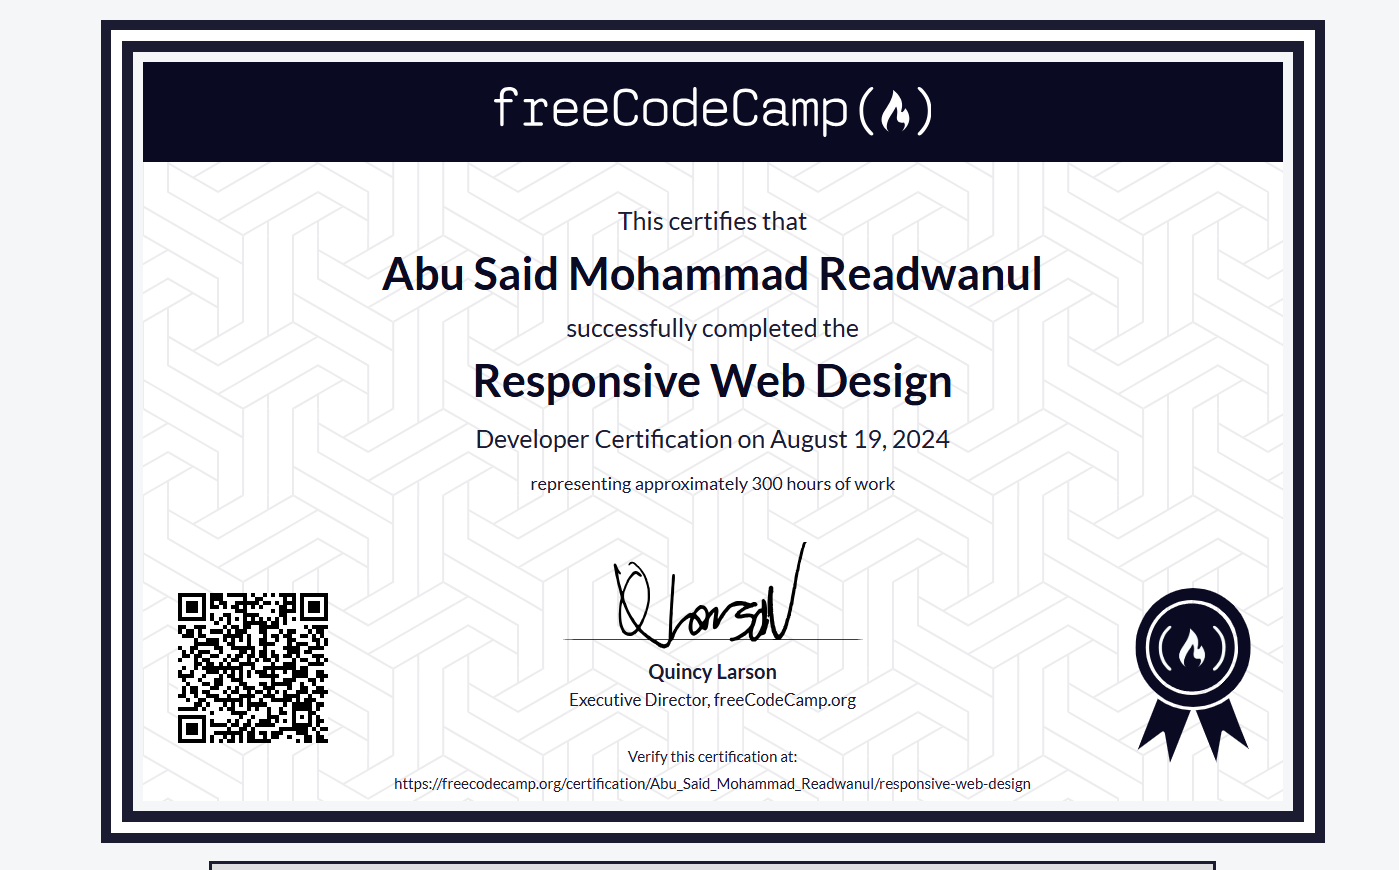 freeCodeCamp
This certifies that
Abu Said Mohammad Readwanul
successfully completed the
Responsive Web Design
Developer Certification on August 19, 2024
representing approximately 300 hours of work
Quincy Larson
Executive Director, freeCodeCamp.org
Verify this certification at:
https://freecodecamp.org/certification/Abu_Said_Mohammad_Readwanul/responsive-web-design